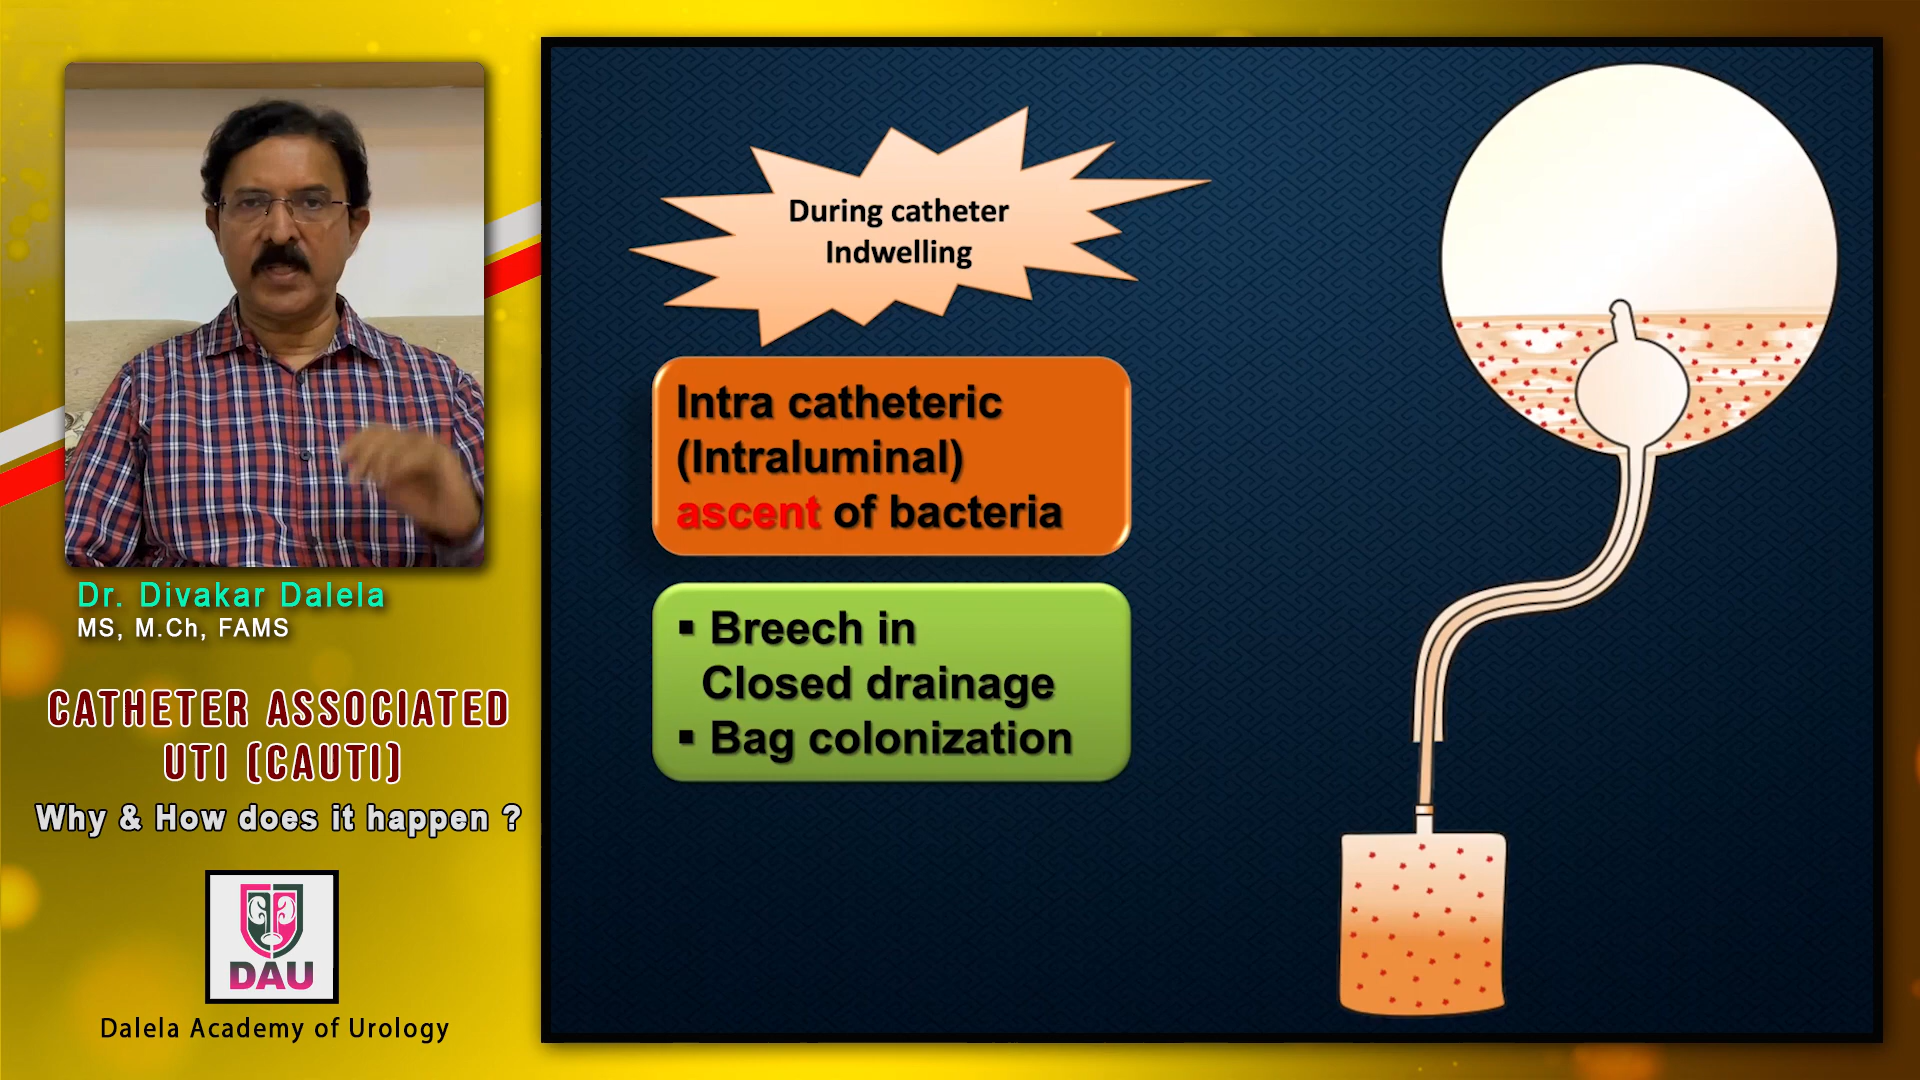 Dr. Divakar Dalela
MS, M.Ch, FAMS
CATHETER ASSOCIATED
UTI (CAUTI)
Why & How does it happen ?
DAU
Dalela Academy of Urology
During catheter
Indwelling
Intra catheteric
(Intraluminal)
ascent of bacteria
▪ Breech in
Closed drainage
▪ Bag colonization